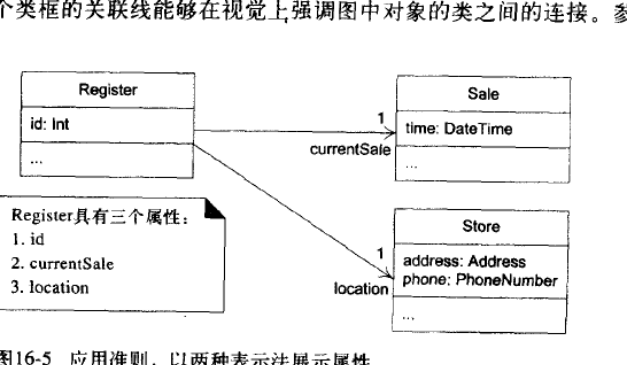 个类框的关联线能够在视觉上强调图中对象的类之间的连接。参
Register
id: Int
...
Sale
time: DateTime
...
1
currentSale
Register具有三个属性：
1. id
2. currentSale
3. location
Store
address: Address
phone: PhoneNumber
...
1
location
图16-5 应用准则，以两种表示法展示属性